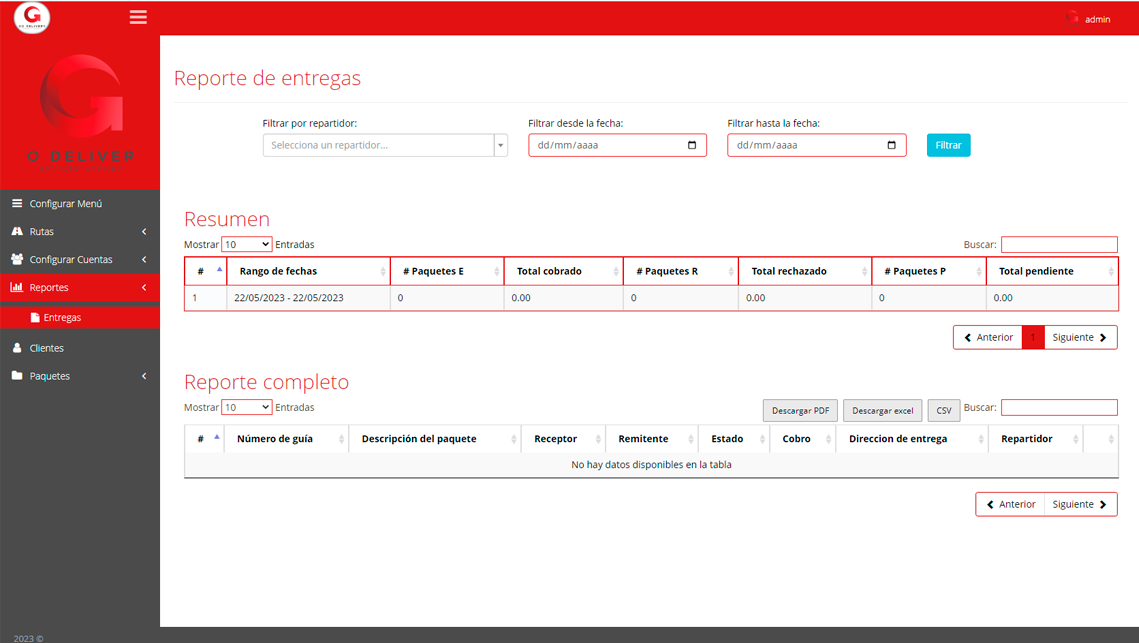 admin
O DELIVER
Configurar Menú
Rutas
Configurar Cuentas
Reportes
Entregas
Clientes
Paquetes
2023 ©
Reporte de entregas
Filtrar por repartidor: Filtrar desde la fecha: Filtrar hasta la fecha:
Selecciona un repartidor... dd/mm/aaaa dd/mm/aaaa Filtrar
Resumen
Mostrar 10 Entradas Buscar:
# Rango de fechas # Paquetes E Total cobrado # Paquetes R Total rechazado # Paquetes P Total pendiente
1 22/05/2023 - 22/05/2023 0 0.00 0 0.00 0 0.00
Anterior 1 Siguiente
Reporte completo
Mostrar 10 Entradas Descargar PDF Descargar excel CSV Buscar:
# Número de guía Descripción del paquete Receptor Remitente Estado Cobro Direccion de entrega Repartidor
No hay datos disponibles en la tabla
Anterior Siguiente